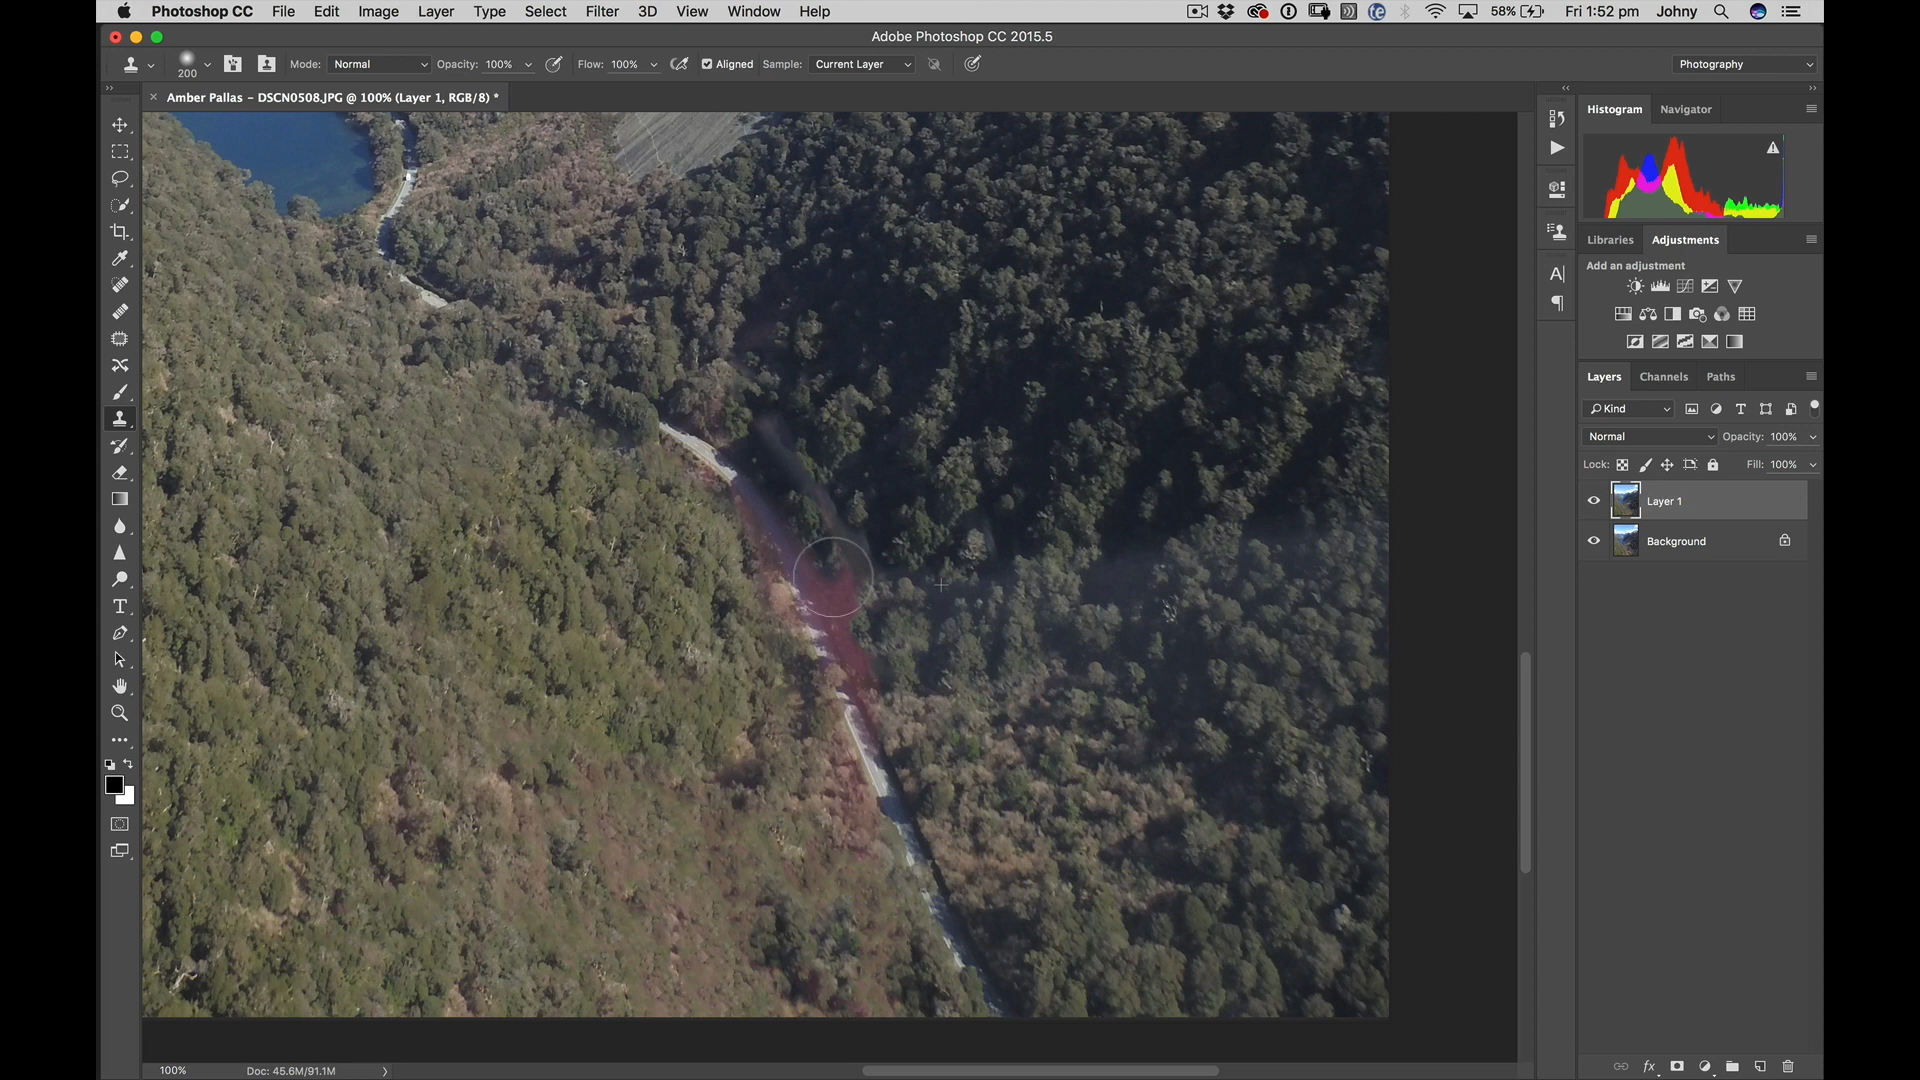 Photoshop CC File Edit Image Layer Type Select Filter 3D View Window Help 58% Fri 1:52 pm Johny
Adobe Photoshop CC 2015.5
200 Mode: Normal Opacity: 100% Flow: 100% Aligned Sample: Current Layer Photography
Amber Pallas – DSCN0508.JPG @ 100% (Layer 1, RGB/8) *
Histogram Navigator
Libraries Adjustments
Add an adjustment
Layers Channels Paths
Kind
Normal Opacity: 100%
Lock: Fill: 100%
Layer 1
Background
100% Doc: 45.6M/91.1M